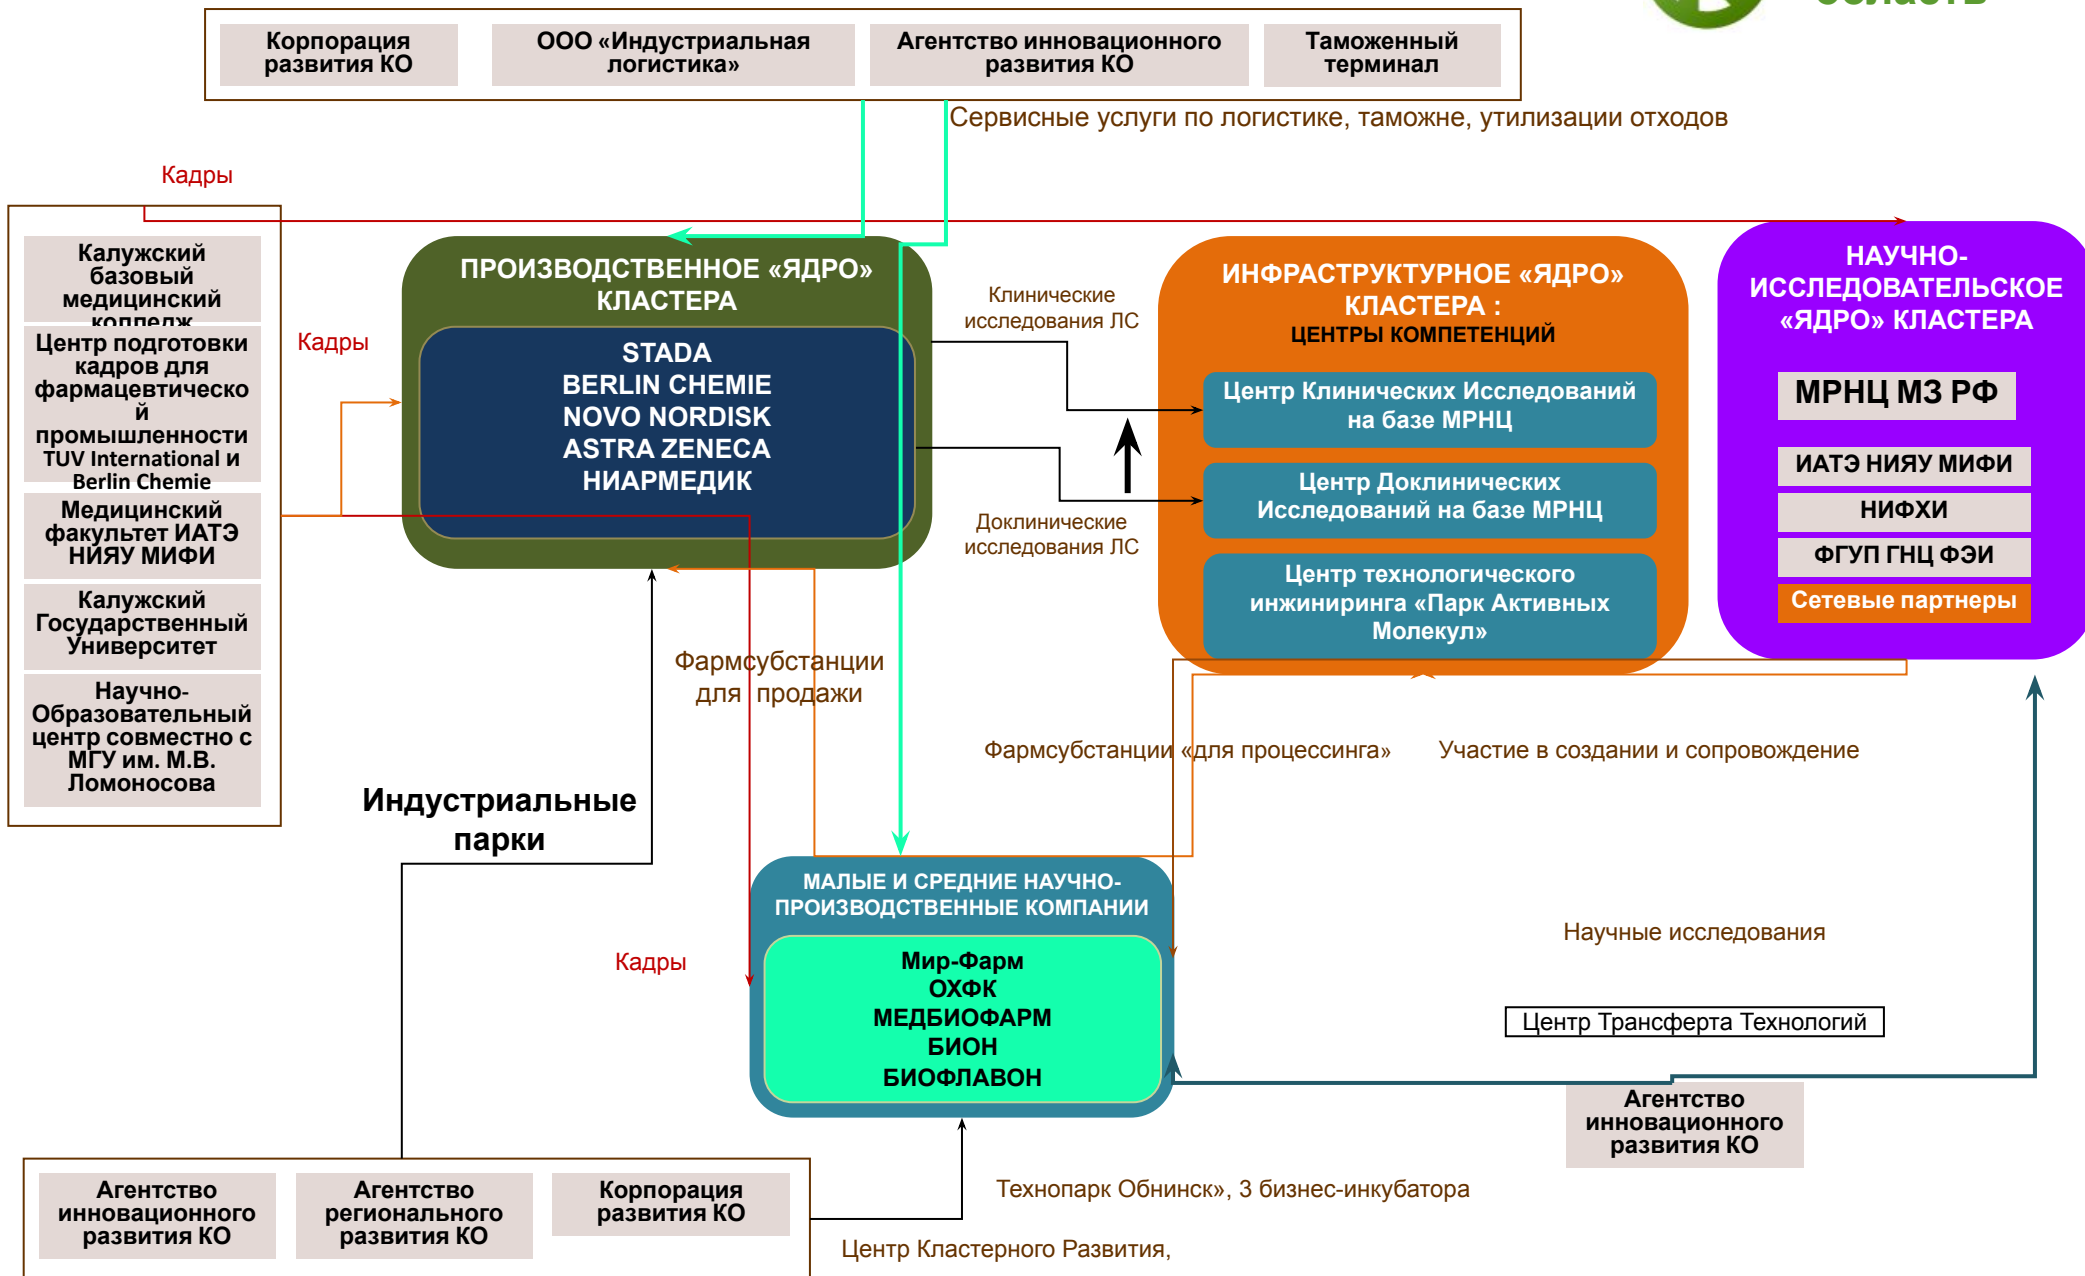 область
Корпорация
развития КО
ООО «Индустриальная
логистика»
Агентство инновационного
развития КО
Таможенный
терминал
Сервисные услуги по логистике, таможне, утилизации отходов
Кадры
Калужский
базовый
медицинский
колледж
Центр подготовки
кадров для
фармацевтическо
й
промышленности
TUV International и
Berlin Chemie
Медицинский
факультет ИАТЭ
НИЯУ МИФИ
Калужский
Государственный
Университет
Научно-
Образовательный
центр совместно с
МГУ им. М.В.
Ломоносова
Кадры
ПРОИЗВОДСТВЕННОЕ «ЯДРО»
КЛАСТЕРА
STADA
BERLIN CHEMIE
NOVO NORDISK
ASTRA ZENECA
НИАРМЕДИК
Клинические
исследования ЛС
Доклинические
исследования ЛС
ИНФРАСТРУКТУРНОЕ «ЯДРО»
КЛАСТЕРА :
ЦЕНТРЫ КОМПЕТЕНЦИЙ
Центр Клинических Исследований
на базе МРНЦ
Центр Доклинических
Исследований на базе МРНЦ
Центр технологического
инжиниринга «Парк Активных
Молекул»
НАУЧНО-
ИССЛЕДОВАТЕЛЬСКОЕ
«ЯДРО» КЛАСТЕРА
МРНЦ МЗ РФ
ИАТЭ НИЯУ МИФИ
НИФХИ
ФГУП ГНЦ ФЭИ
Сетевые партнеры
Фармсубстанции
для продажи
Фармсубстанции «для процессинга»
Участие в создании и сопровождение
Индустриальные
парки
МАЛЫЕ И СРЕДНИЕ НАУЧНО-
ПРОИЗВОДСТВЕННЫЕ КОМПАНИИ
Мир-Фарм
ОХФК
МЕДБИОФАРМ
БИОН
БИОФЛАВОН
Кадры
Научные исследования
Центр Трансферта Технологий
Агентство
инновационного
развития КО
Агентство
инновационного
развития КО
Агентство
регионального
развития КО
Корпорация
развития КО
Технопарк Обнинск», 3 бизнес-инкубатора
Центр Кластерного Развития,